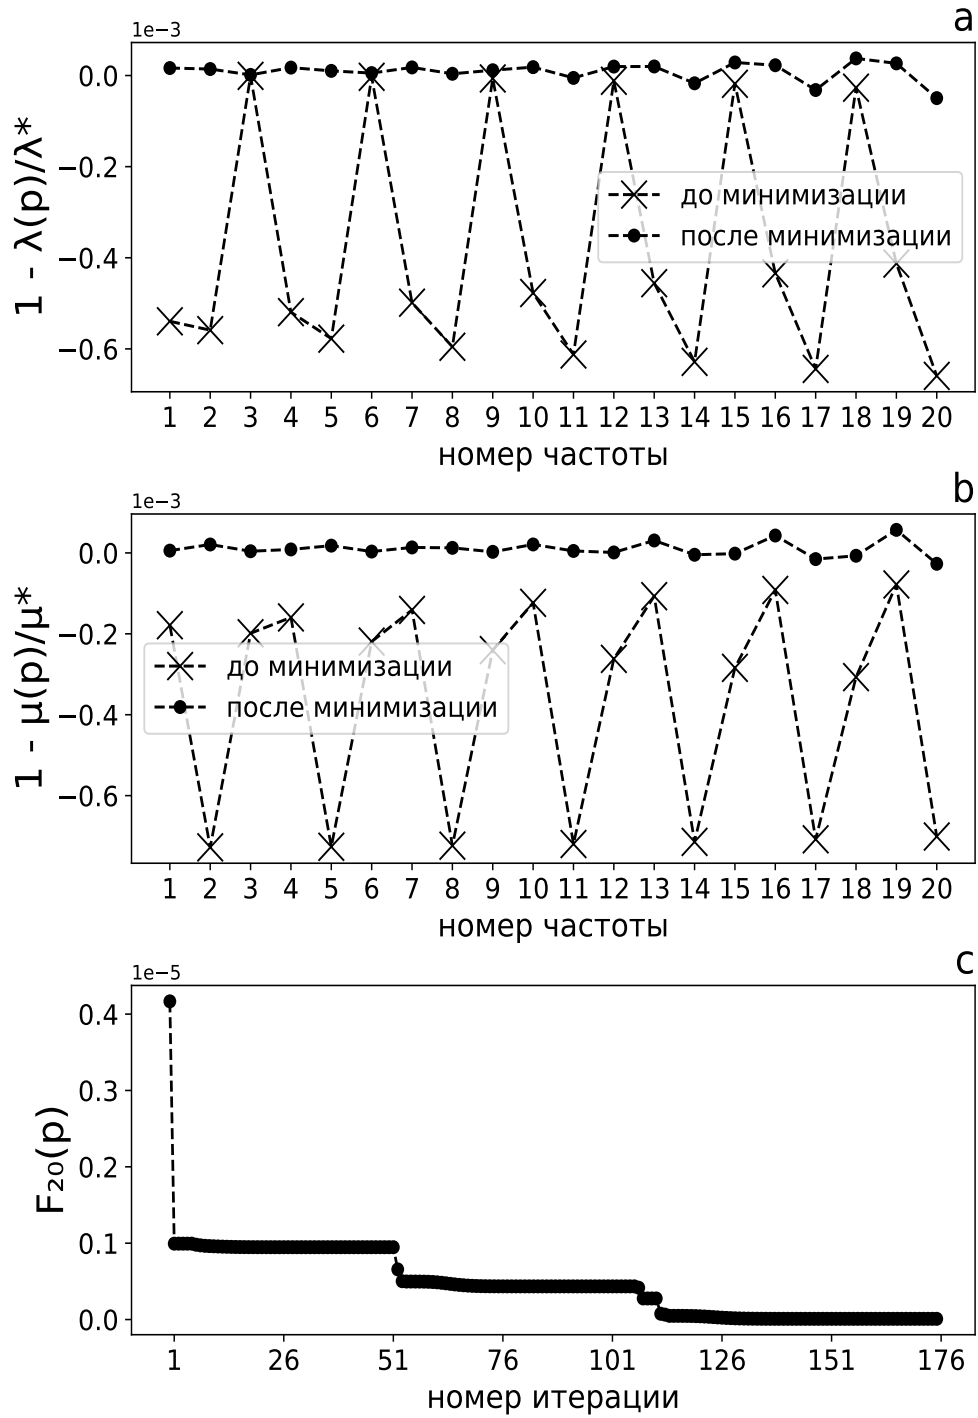 a
1e−3
0.0
−0.2
−0.4
−0.6
1 - λ(p)/λ*
до минимизации
после минимизации
1 2 3 4 5 6 7 8 9 10 11 12 13 14 15 16 17 18 19 20
номер частоты
b
1e−3
0.0
−0.2
−0.4
−0.6
1 - μ(p)/μ*
до минимизации
после минимизации
1 2 3 4 5 6 7 8 9 10 11 12 13 14 15 16 17 18 19 20
номер частоты
c
1e−5
0.4
0.3
0.2
0.1
0.0
F₂₀(p)
1 26 51 76 101 126 151 176
номер итерации